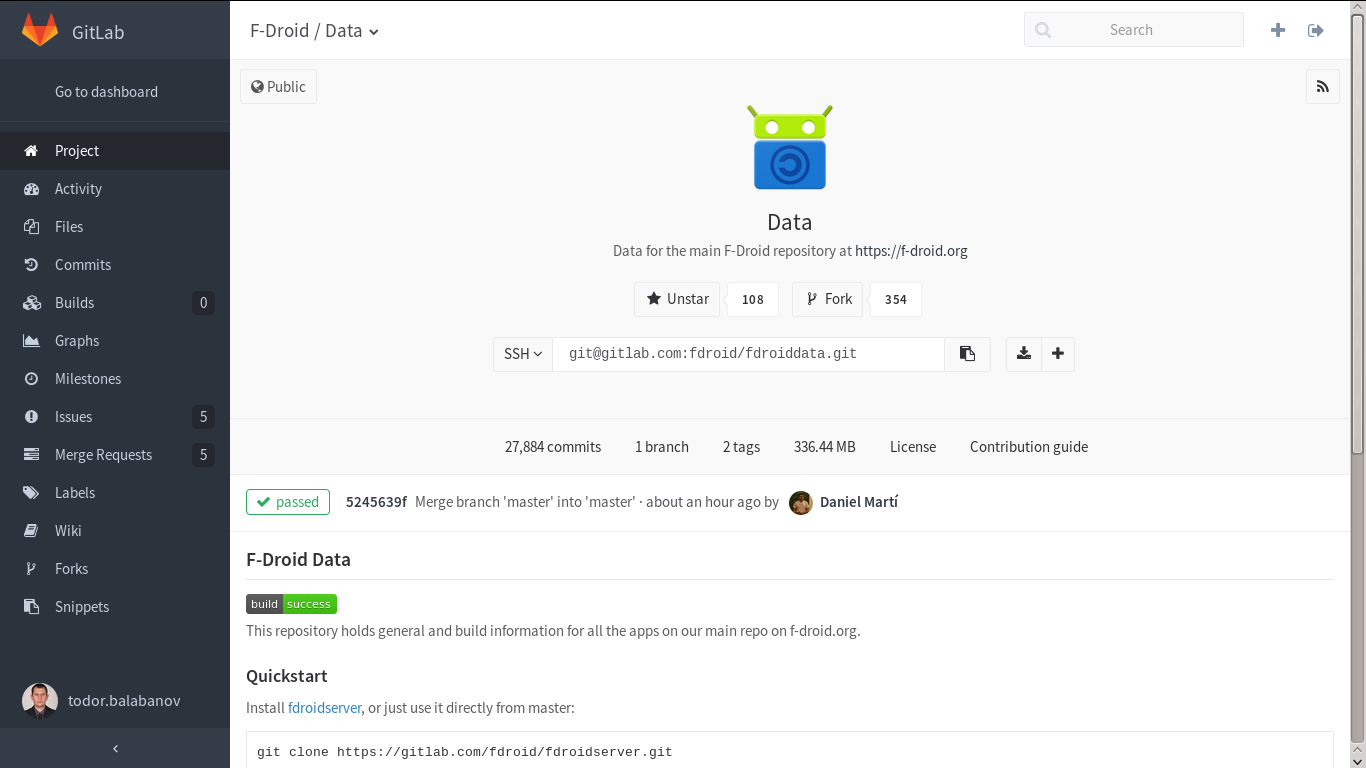 GitLab
F-Droid / Data
Search
Go to dashboard
Public
Project
Activity
Files
Commits
Builds 0
Graphs
Milestones
Issues 5
Merge Requests 5
Labels
Wiki
Forks
Snippets
todor.balabanov
Data
Data for the main F-Droid repository at https://f-droid.org
Unstar 108 Fork 354
SSH git@gitlab.com:fdroid/fdroiddata.git
27,884 commits 1 branch 2 tags 336.44 MB License Contribution guide
passed 5245639f Merge branch 'master' into 'master' · about an hour ago by Daniel Martí
F-Droid Data
build success
This repository holds general and build information for all the apps on our main repo on f-droid.org.
Quickstart
Install fdroidserver, or just use it directly from master:
git clone https://gitlab.com/fdroid/fdroidserver.git